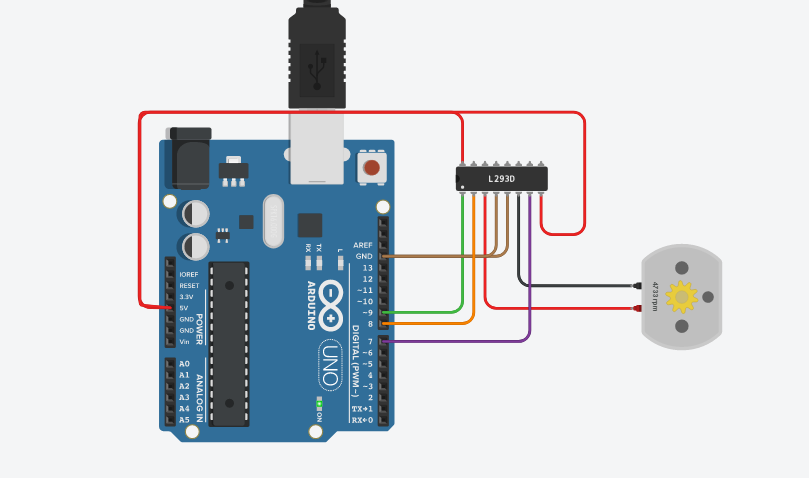 L293D
AREF
GND
13
12
~11
~10
~9
8
7
~6
~5
4
~3
2
TX→1
RX←0
IOREF
RESET
3.3V
5V
GND
GND
Vin
A0
A1
A2
A3
A4
A5
POWER
ANALOG IN
RX
TX
L
ARDUINO
UNO
DIGITAL (PWM~)
ON
4733 rpm